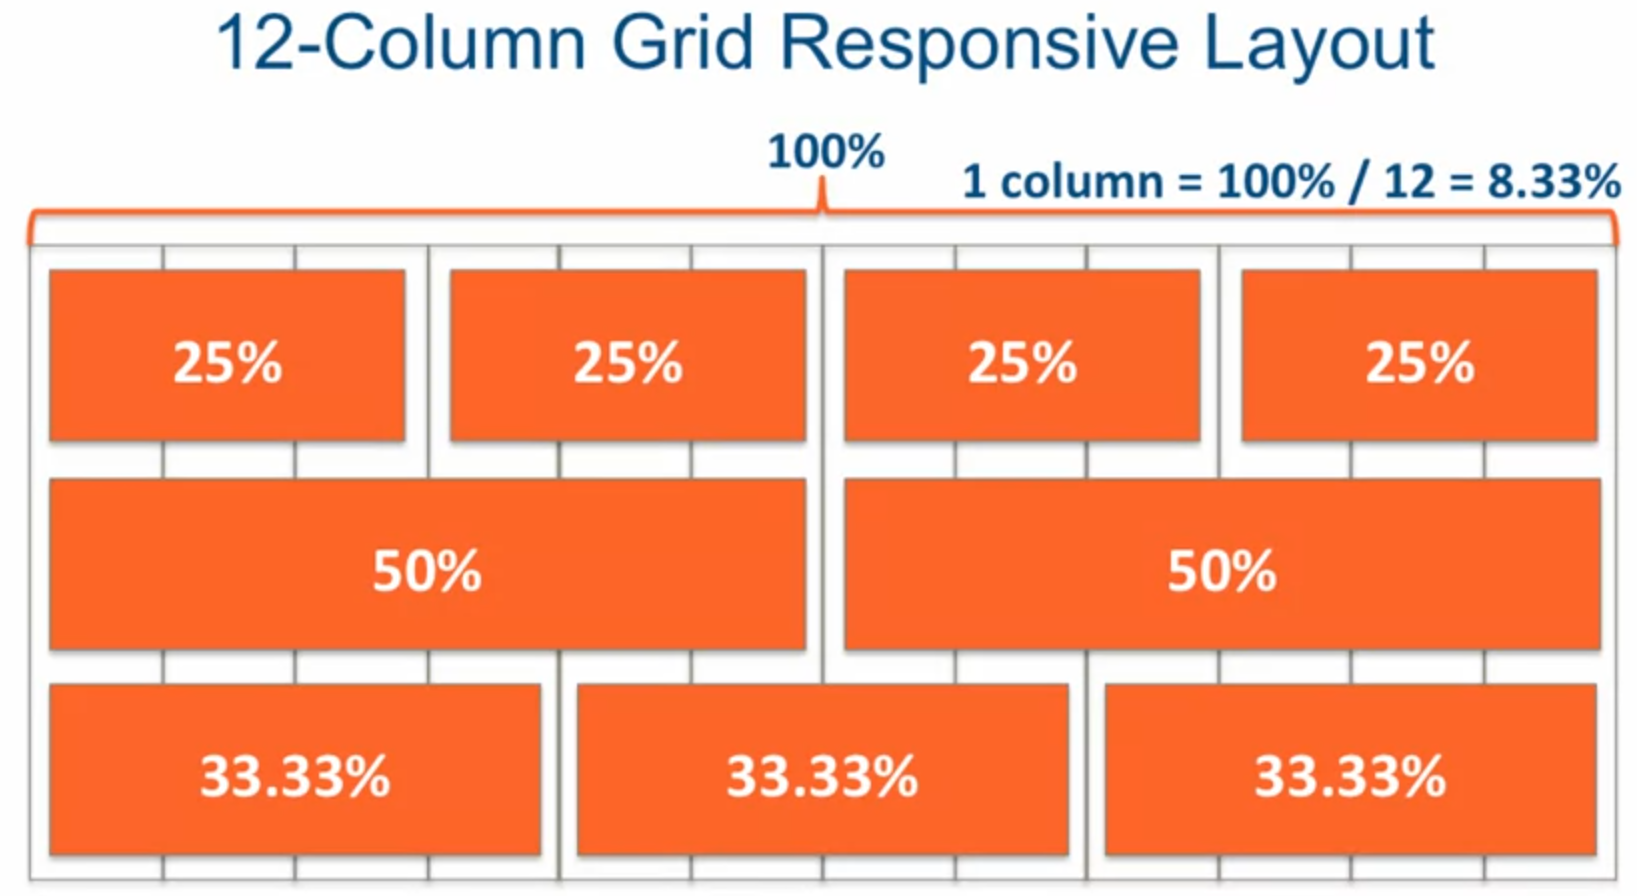 12-Column Grid Responsive Layout
100%
1 column = 100% / 12 = 8.33%
25% 25% 25% 25%
50% 50%
33.33% 33.33% 33.33%